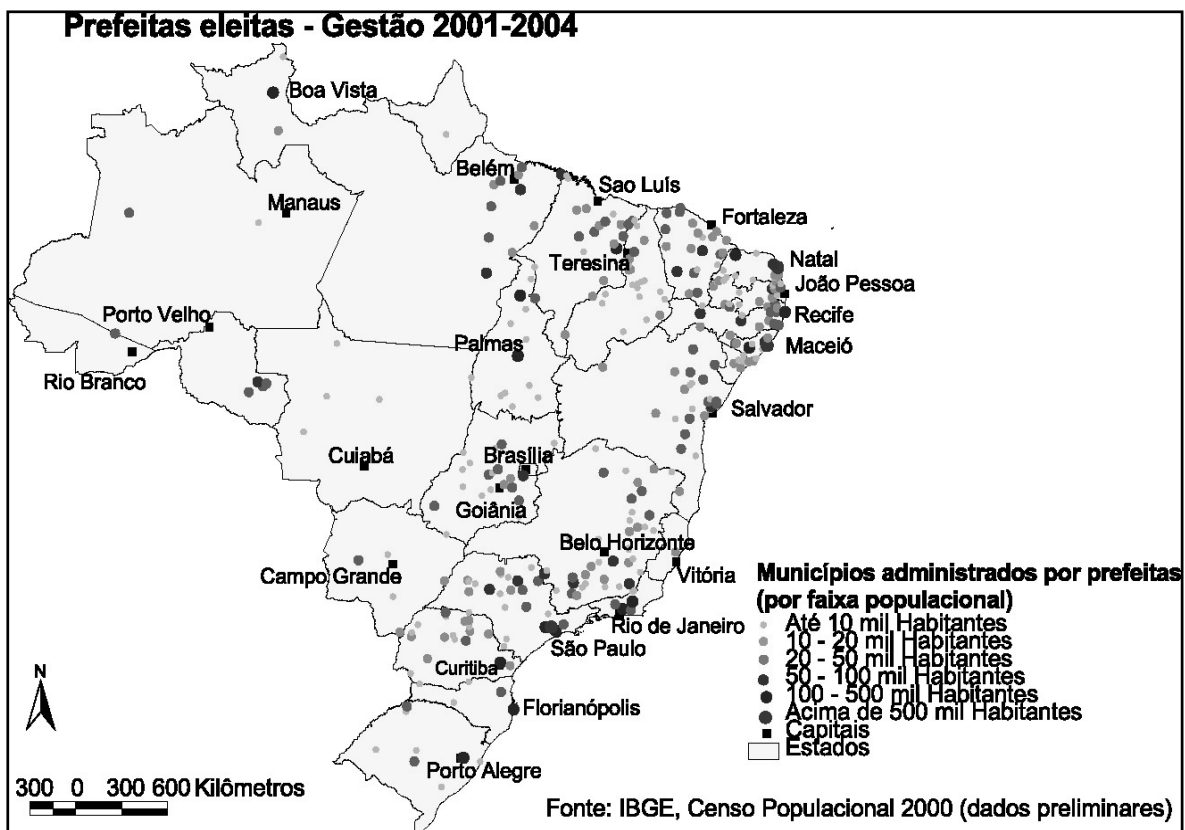 Prefeitas eleitas - Gestão 2001-2004
Boa Vista
Belém
Sao Luís
Manaus
Fortaleza
Teresina
Natal
João Pessoa
Porto Velho
Recife
Palmas
Maceió
Rio Branco
Salvador
Cuiabá
Brasília
Goiânia
Belo Horizonte
Campo Grande
Vitória
Municípios administrados por prefeitas
(por faixa populacional)
Até 10 mil Habitantes
10 - 20 mil Habitantes
20 - 50 mil Habitantes
50 - 100 mil Habitantes
100 - 500 mil Habitantes
Acima de 500 mil Habitantes
Capitais
Estados
Rio de Janeiro
São Paulo
Curitiba
N
Florianópolis
Porto Alegre
300 0 300 600 Kilômetros
Fonte: IBGE, Censo Populacional 2000 (dados preliminares)